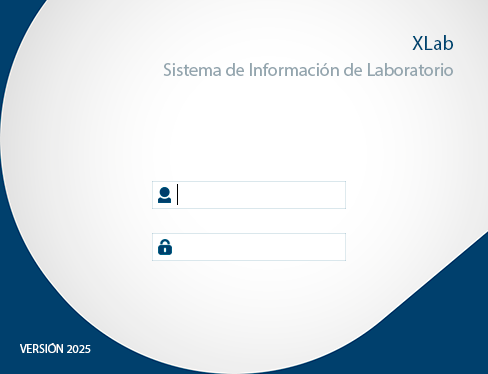 XLab
Sistema de Información de Laboratorio
VERSIÓN 2025